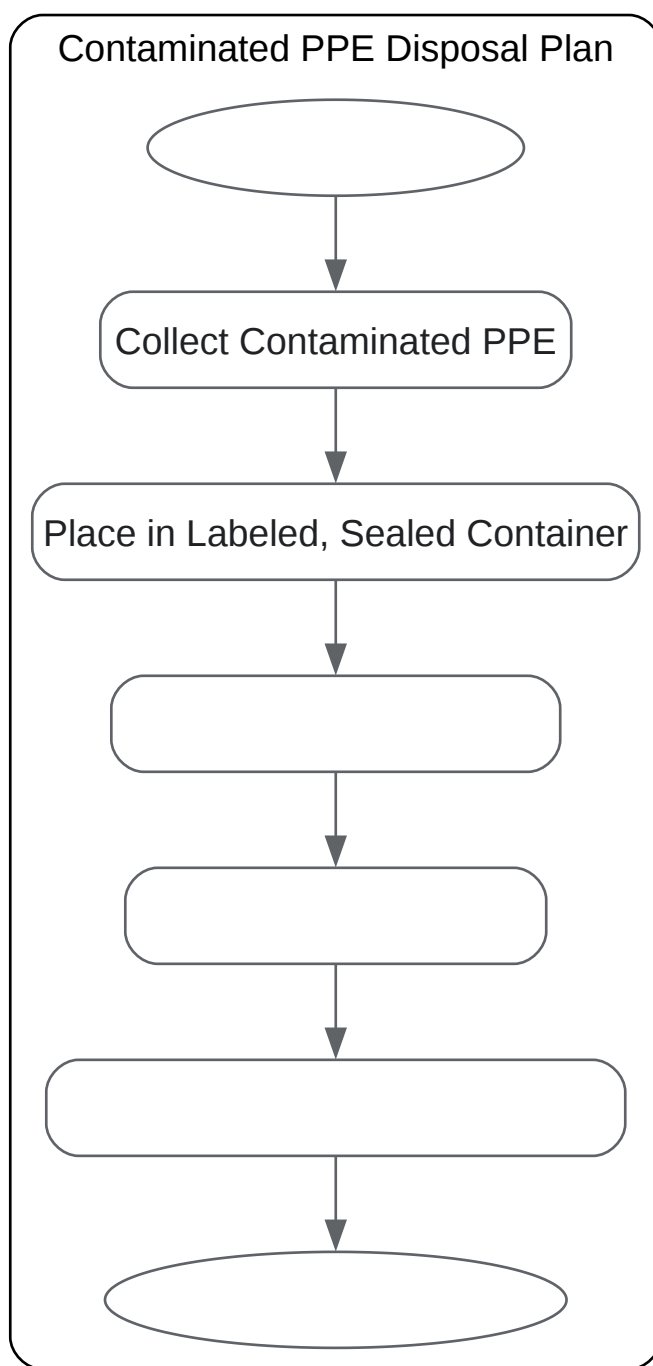 Contaminated PPE Disposal Plan
Collect Contaminated PPE
Place in Labeled, Sealed Container